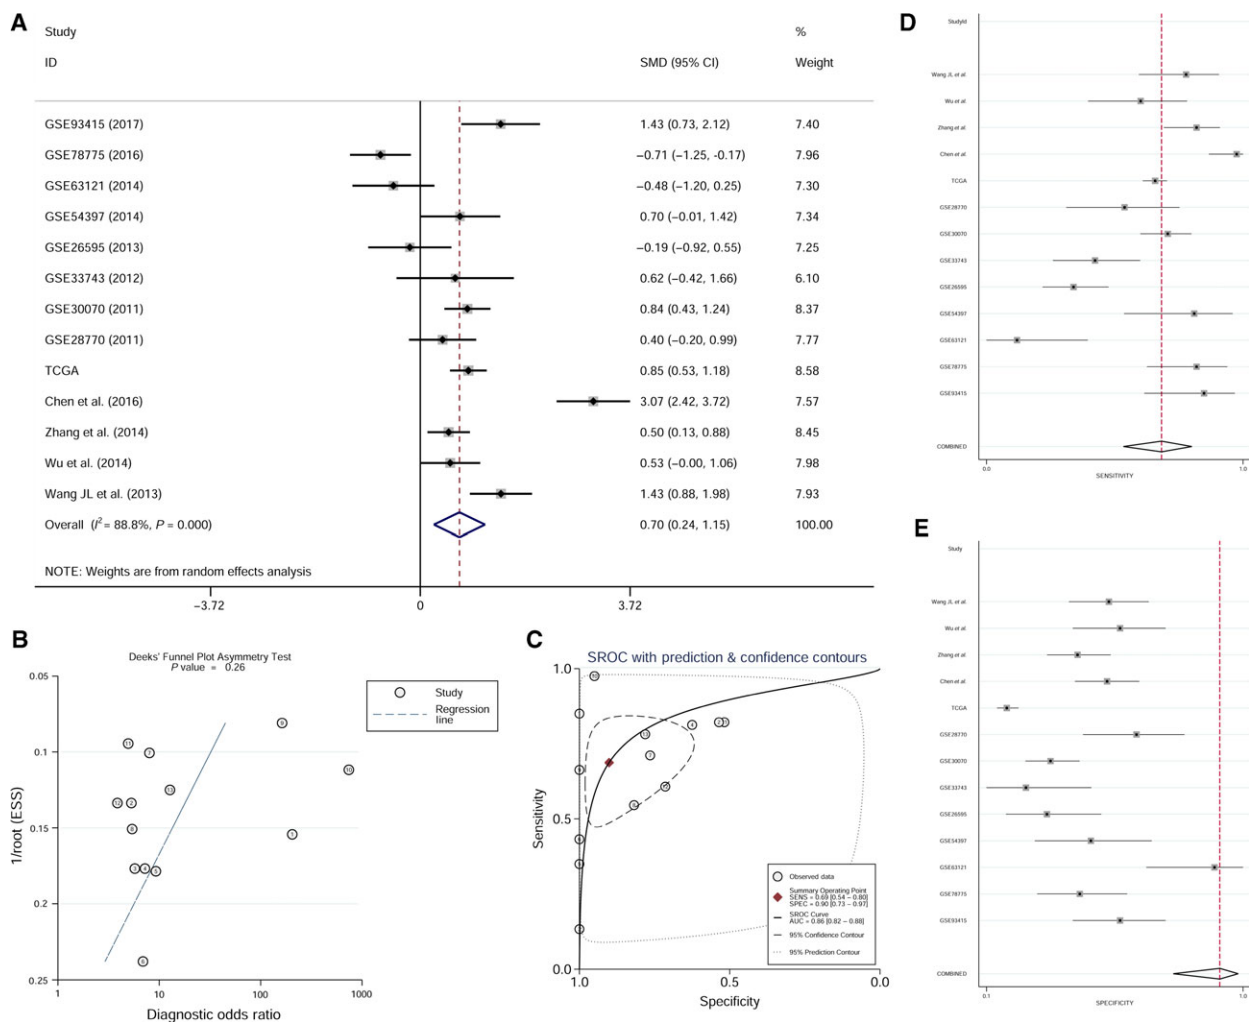 A
Study %
ID SMD (95% CI) Weight
GSE93415 (2017) 1.43 (0.73, 2.12) 7.40
GSE78775 (2016) −0.71 (−1.25, -0.17) 7.96
GSE63121 (2014) −0.48 (−1.20, 0.25) 7.30
GSE54397 (2014) 0.70 (−0.01, 1.42) 7.34
GSE26595 (2013) −0.19 (−0.92, 0.55) 7.25
GSE33743 (2012) 0.62 (−0.42, 1.66) 6.10
GSE30070 (2011) 0.84 (0.43, 1.24) 8.37
GSE28770 (2011) 0.40 (−0.20, 0.99) 7.77
TCGA 0.85 (0.53, 1.18) 8.58
Chen et al. (2016) 3.07 (2.42, 3.72) 7.57
Zhang et al. (2014) 0.50 (0.13, 0.88) 8.45
Wu et al. (2014) 0.53 (−0.00, 1.06) 7.98
Wang JL et al. (2013) 1.43 (0.88, 1.98) 7.93
Overall (I² = 88.8%, P = 0.000) 0.70 (0.24, 1.15) 100.00
NOTE: Weights are from random effects analysis
−3.72 0 3.72
B
Deeks' Funnel Plot Asymmetry Test
P value = 0.26
Study
Regression
line
0.05
0.1
0.15
0.2
0.25
1/root (ESS)
1 10 100 1000
Diagnostic odds ratio
C
SROC with prediction & confidence contours
1.0
0.5
0.0
Sensitivity
Observed data
Summary Operating Point
SENS = 0.69 [0.54 − 0.80]
SPEC = 0.90 [0.73 − 0.97]
SROC Curve
AUC = 0.86 [0.82 − 0.88]
95% Confidence Contour
95% Prediction Contour
1.0 0.5 0.0
Specificity
D
StudyId
Wang JL et al.
Wu et al.
Zhang et al.
Chen et al.
TCGA
GSE28770
GSE30070
GSE33743
GSE26595
GSE54397
GSE63121
GSE78775
GSE93415
COMBINED
0.0 1.0
SENSITIVITY
E
Study
Wang JL et al.
Wu et al.
Zhang et al.
Chen et al.
TCGA
GSE28770
GSE30070
GSE33743
GSE26595
GSE54397
GSE63121
GSE78775
GSE93415
COMBINED
0.1 1.0
SPECIFICITY